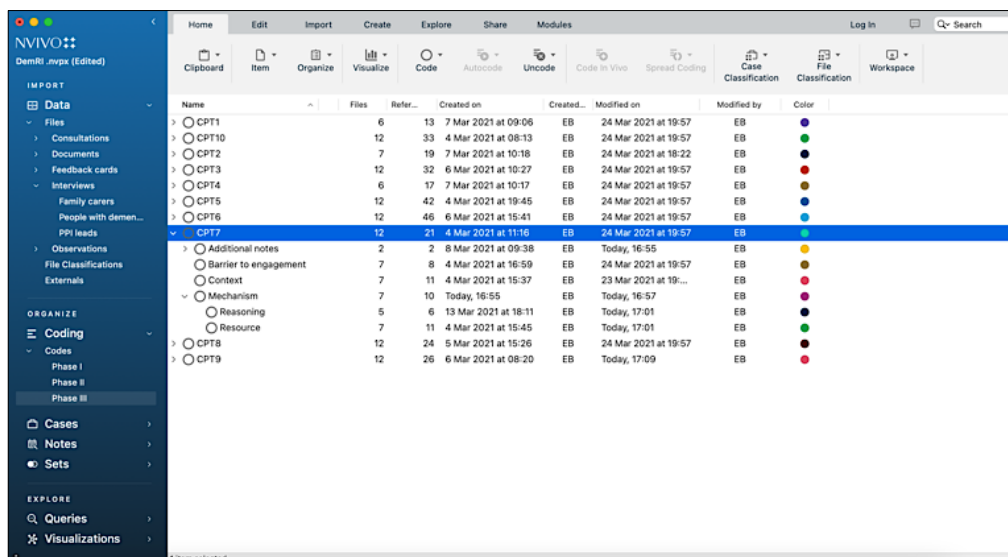 Home Edit Import Create Explore Share Modules Log In Search
NVIVO
DemRI .nvpx (Edited)
Clipboard Item Organize Visualize Code Autocode Uncode Code In Vivo Spread Coding Case Classification File Classification Workspace
IMPORT
Data
Files
Consultations
Documents
Feedback cards
Interviews
Family carers
People with demen...
PPI leads
Observations
File Classifications
Externals
ORGANIZE
Coding
Codes
Phase I
Phase II
Phase III
Cases
Notes
Sets
EXPLORE
Queries
Visualizations
Name Files Refer... Created on Created... Modified on Modified by Color
CPT1 6 13 7 Mar 2021 at 09:06 EB 24 Mar 2021 at 19:57 EB
CPT10 12 33 4 Mar 2021 at 08:13 EB 24 Mar 2021 at 19:57 EB
CPT2 7 19 7 Mar 2021 at 10:18 EB 24 Mar 2021 at 18:22 EB
CPT3 12 32 6 Mar 2021 at 10:27 EB 24 Mar 2021 at 19:57 EB
CPT4 6 17 7 Mar 2021 at 10:17 EB 24 Mar 2021 at 19:57 EB
CPT5 12 42 4 Mar 2021 at 19:45 EB 24 Mar 2021 at 19:57 EB
CPT6 12 46 6 Mar 2021 at 15:41 EB 24 Mar 2021 at 19:57 EB
CPT7 12 21 4 Mar 2021 at 11:16 EB 24 Mar 2021 at 19:57 EB
Additional notes 2 2 8 Mar 2021 at 09:38 EB Today, 16:55 EB
Barrier to engagement 7 8 4 Mar 2021 at 16:59 EB 24 Mar 2021 at 19:57 EB
Context 7 11 4 Mar 2021 at 15:37 EB 23 Mar 2021 at 19:... EB
Mechanism 7 10 Today, 16:55 EB Today, 16:57 EB
Reasoning 5 6 13 Mar 2021 at 18:11 EB Today, 17:01 EB
Resource 7 11 4 Mar 2021 at 15:45 EB Today, 17:01 EB
CPT8 12 24 5 Mar 2021 at 15:26 EB 24 Mar 2021 at 19:57 EB
CPT9 12 26 6 Mar 2021 at 08:20 EB Today, 17:09 EB